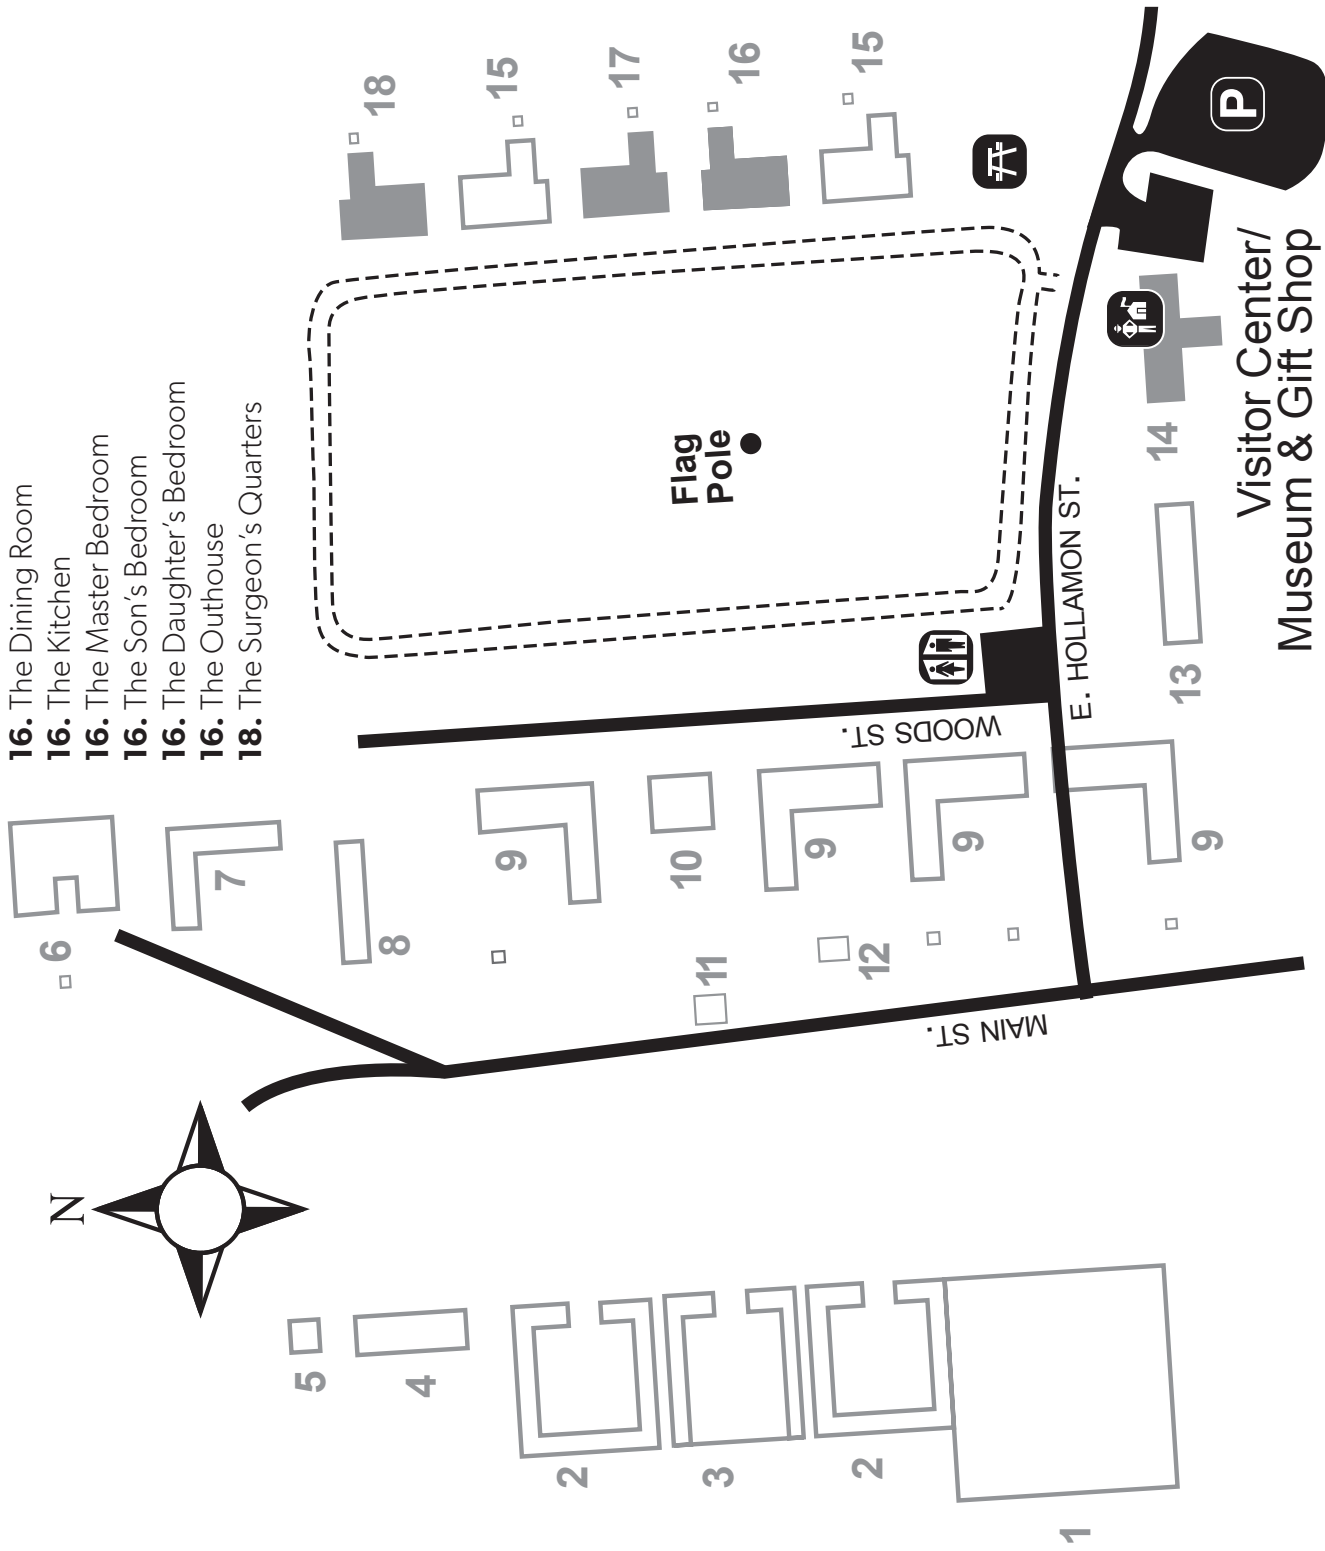 16. The Dining Room
16. The Kitchen
16. The Master Bedroom
16. The Son's Bedroom
16. The Daughter's Bedroom
16. The Outhouse
18. The Surgeon's Quarters
18
15
17
16
15
P
Flag
Pole
14
Visitor Center/
Museum & Gift Shop
13
E. HOLLAMON ST.
WOODS ST.
6
7
8
9
10
9
9
9
11
12
MAIN ST.
N
5
4
2
3
2
1